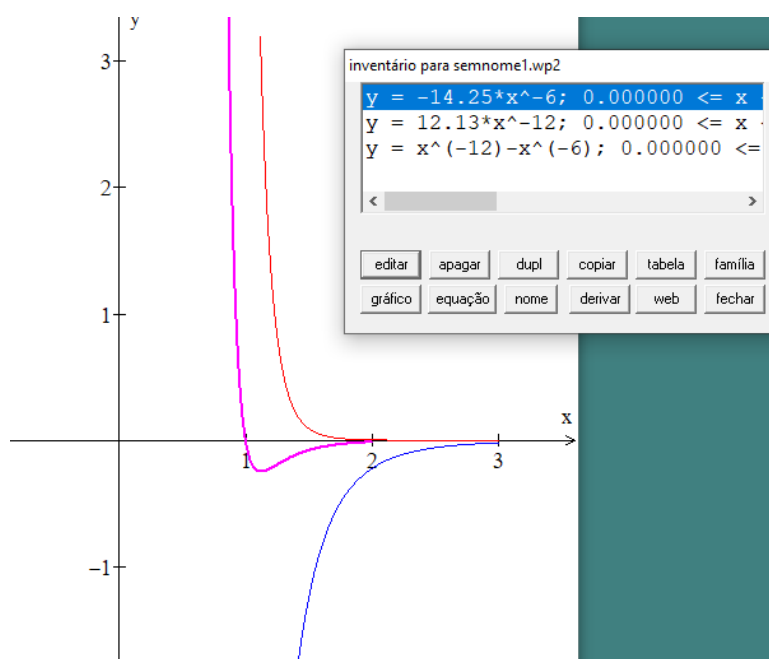 y
3
2
1
−1
x
1
2
3
inventário para semnome1.wp2
y = -14.25*x^-6; 0.000000 <= x
y = 12.13*x^-12; 0.000000 <= x
y = x^(-12)-x^(-6); 0.000000 <=
editar apagar dupl copiar tabela família
gráfico equação nome derivar web fechar